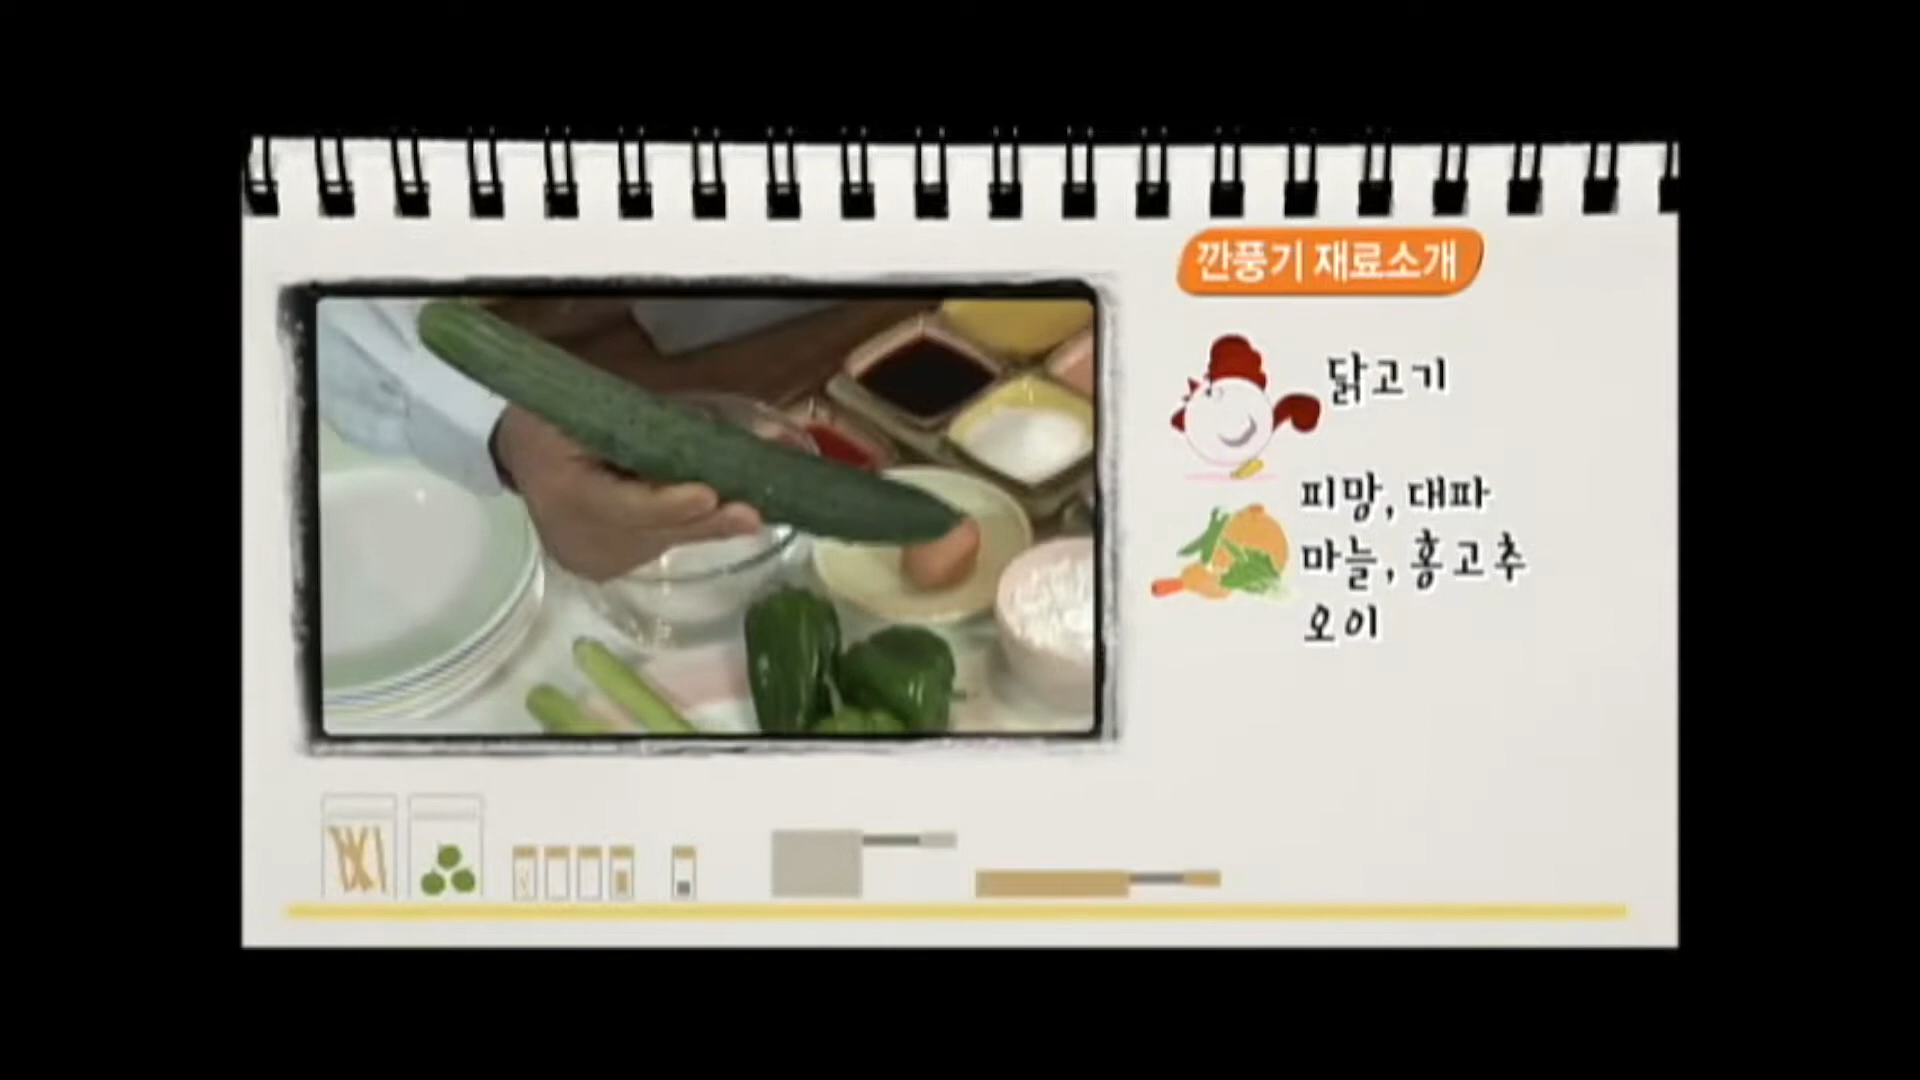 깐풍기 재료소개
닭고기
피망, 대파
마늘, 홍고추
오이